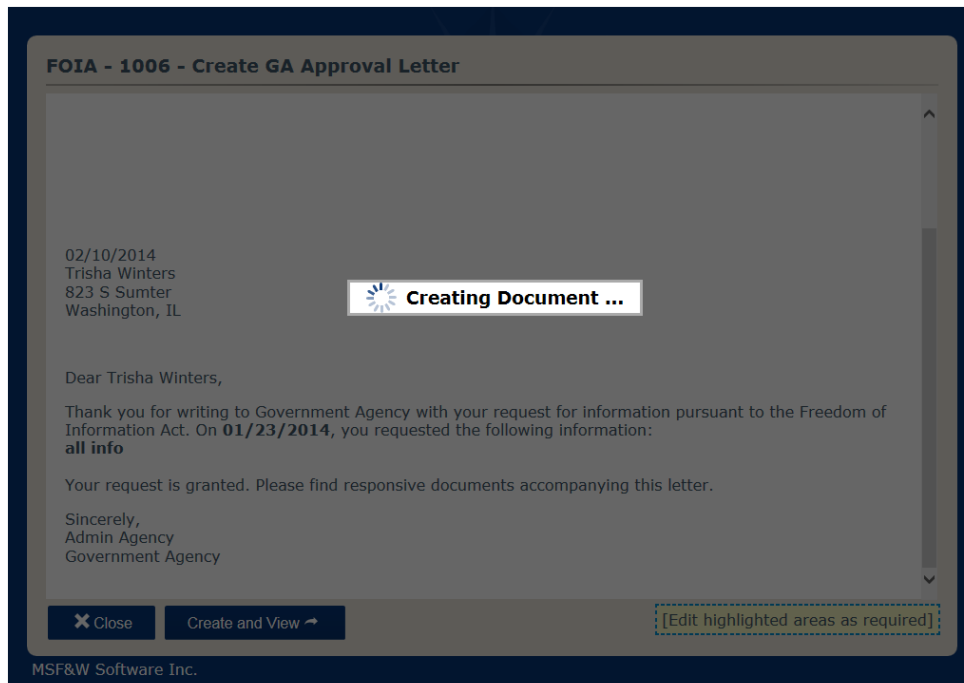 FOIA - 1006 - Create GA Approval Letter
02/10/2014
Trisha Winters
823 S Sumter
Washington, IL
Creating Document ...
Dear Trisha Winters,
Thank you for writing to Government Agency with your request for information pursuant to the Freedom of
Information Act. On 01/23/2014, you requested the following information:
all info
Your request is granted. Please find responsive documents accompanying this letter.
Sincerely,
Admin Agency
Government Agency
Close
Create and View
[Edit highlighted areas as required]
MSF&W Software Inc.